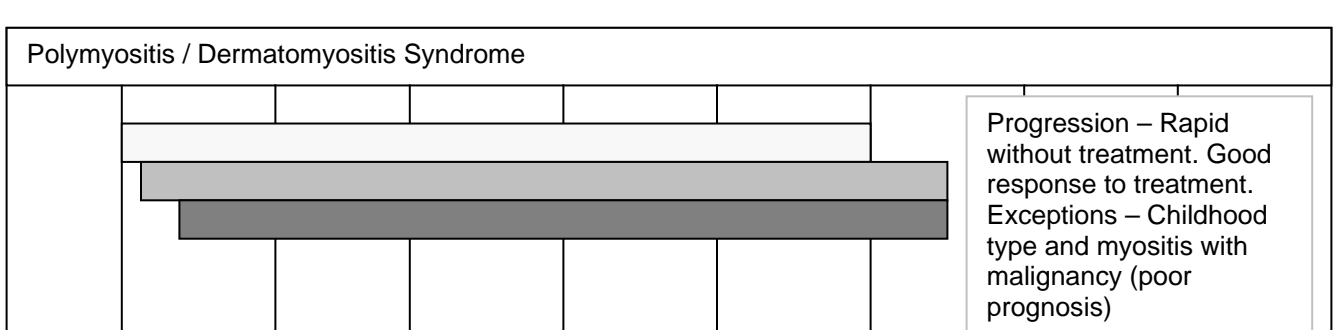 Polymyositis / Dermatomyositis Syndrome
Progression – Rapid
without treatment. Good
response to treatment.
Exceptions – Childhood
type and myositis with
malignancy (poor
prognosis)